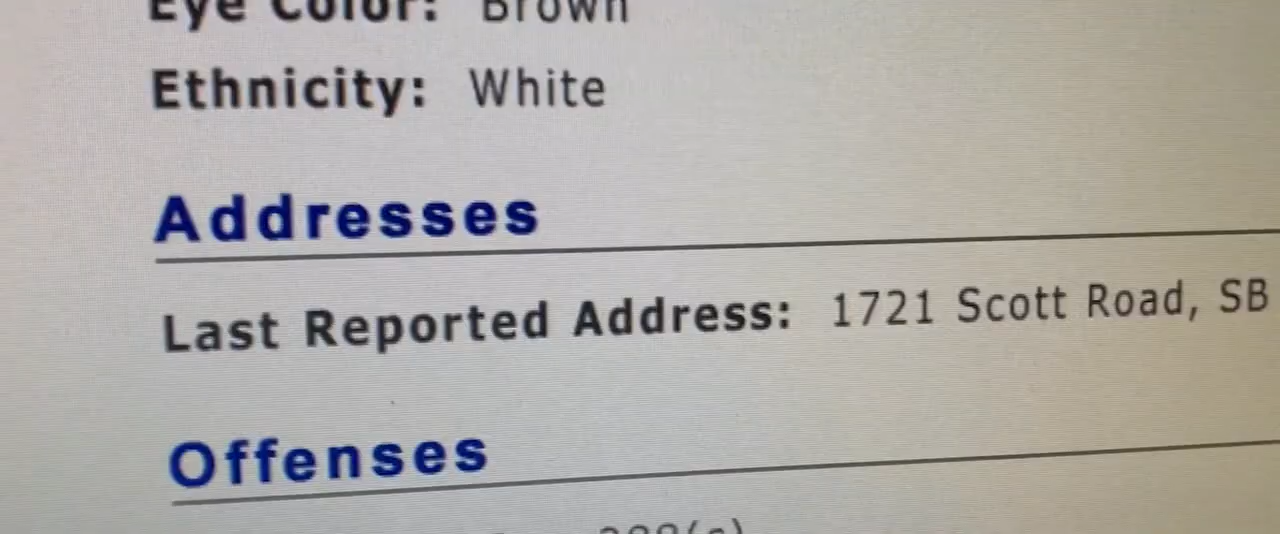 Eye Color: Brown
Ethnicity: White
Addresses
Last Reported Address: 1721 Scott Road, SB
Offenses